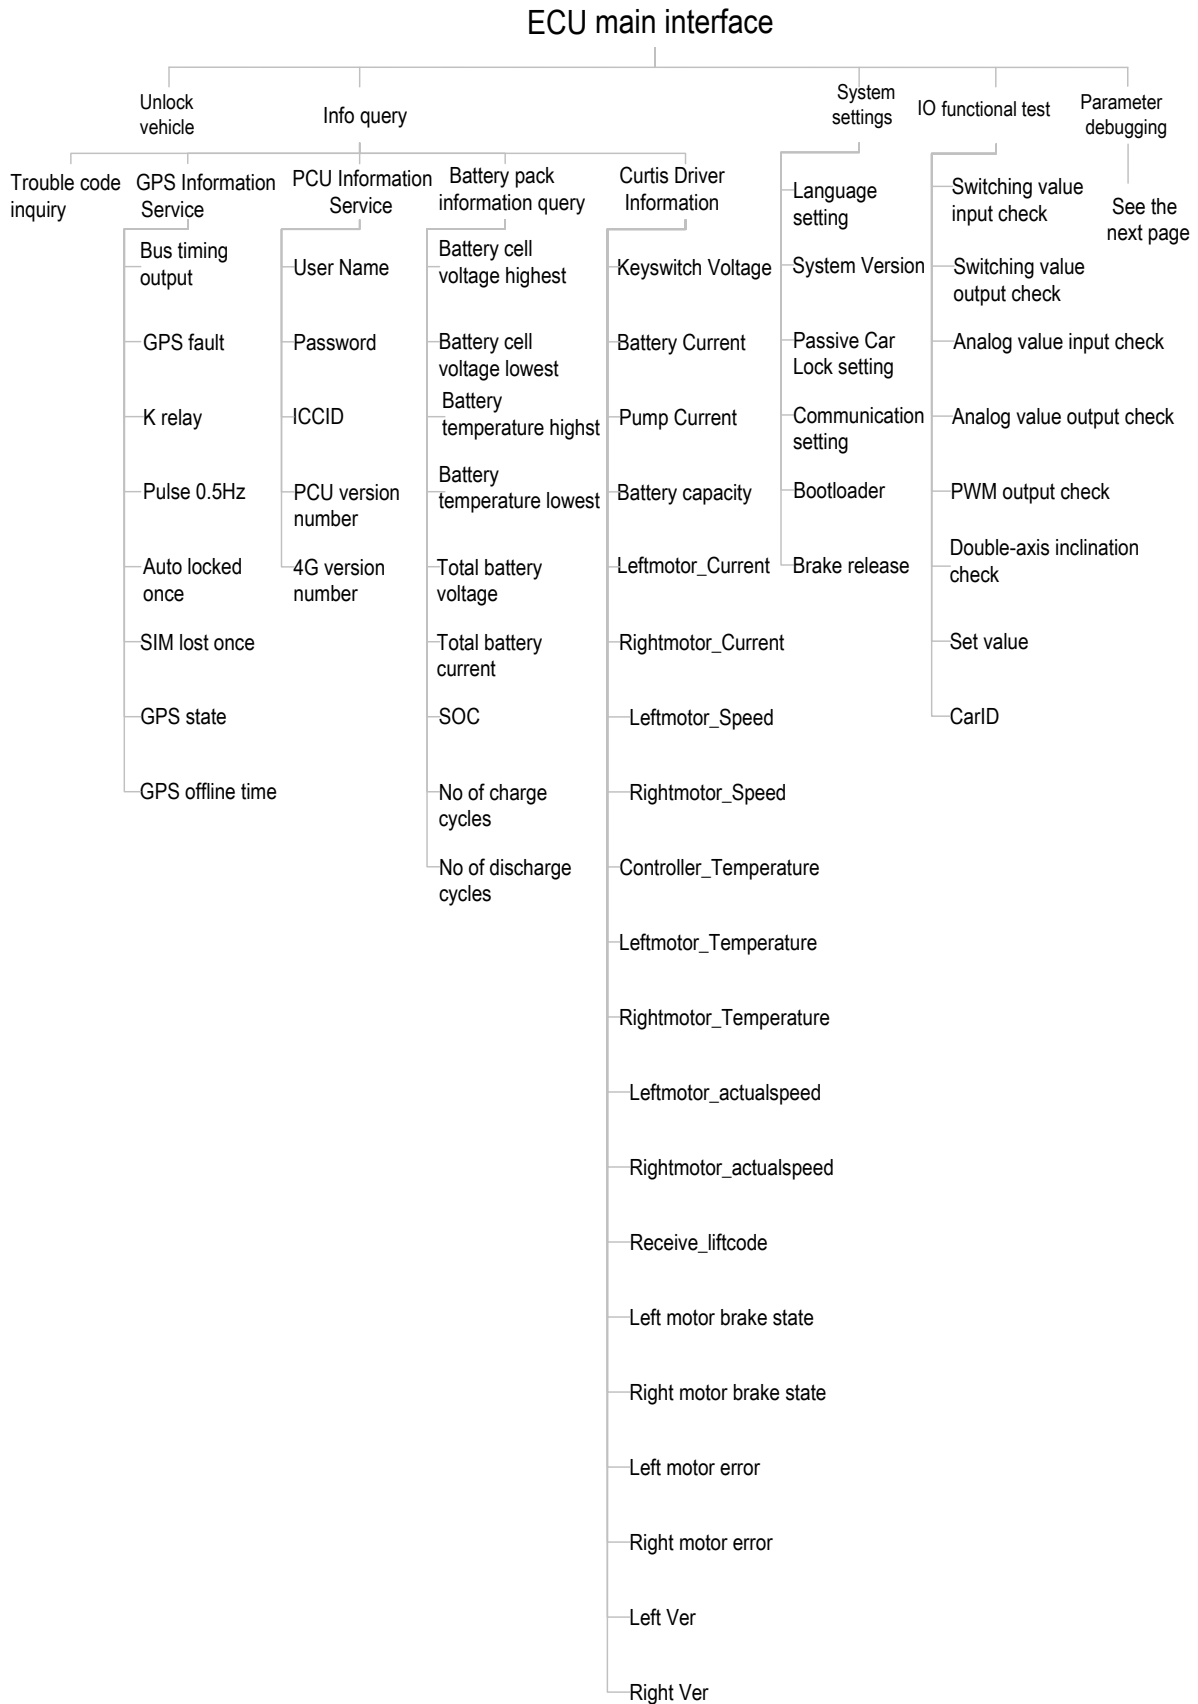 ECU main interface
Unlock
vehicle
Info query
System
settings
IO functional test
Parameter
debugging
Trouble code
inquiry
GPS Information
Service
PCU Information
Service
Battery pack
information query
Curtis Driver
Information
Bus timing
output
GPS fault
K relay
Pulse 0.5Hz
Auto locked
once
SIM lost once
GPS state
GPS offline time
User Name
Password
ICCID
PCU version
number
4G version
number
Battery cell
voltage highest
Battery cell
voltage lowest
Battery
temperature highst
Battery
temperature lowest
Total battery
voltage
Total battery
current
SOC
No of charge
cycles
No of discharge
cycles
Keyswitch Voltage
Battery Current
Pump Current
Battery capacity
Leftmotor_Current
Rightmotor_Current
Leftmotor_Speed
Rightmotor_Speed
Controller_Temperature
Leftmotor_Temperature
Rightmotor_Temperature
Leftmotor_actualspeed
Rightmotor_actualspeed
Receive_liftcode
Left motor brake state
Right motor brake state
Left motor error
Right motor error
Left Ver
Right Ver
Language
setting
System Version
Passive Car
Lock setting
Communication
setting
Bootloader
Brake release
Switching value
input check
Switching value
output check
Analog value input check
Analog value output check
PWM output check
Double-axis inclination
check
Set value
CarID
See the
next page